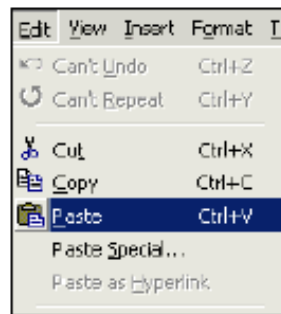 Edit View Insert Format T
Can't Undo Ctrl+Z
Can't Repeat Ctrl+Y
Cut Ctrl+X
Copy Ctrl+C
Paste Ctrl+V
Paste Special...
Paste as Hyperlink